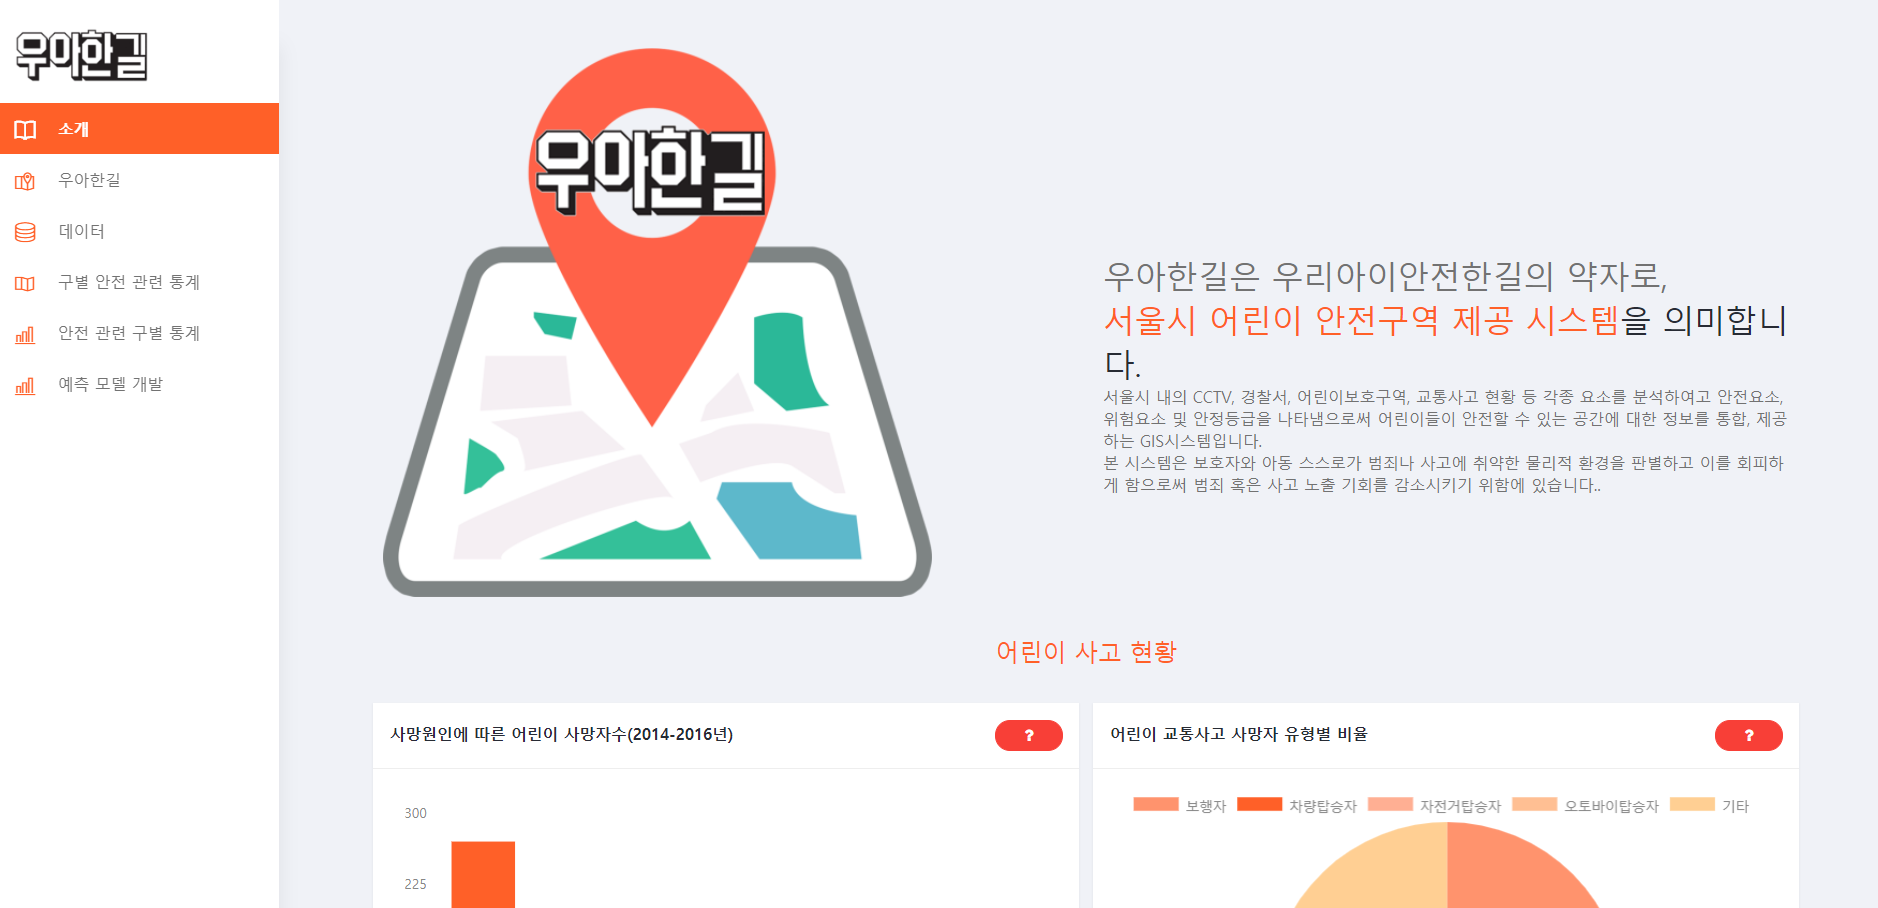 우아한길
소개
우아한길
데이터
구별 안전 관련 통계
안전 관련 구별 통계
예측 모델 개발
우아한길
우아한길은 우리아이안전한길의 약자로,
서울시 어린이 안전구역 제공 시스템을 의미합니
다.
서울시 내의 CCTV, 경찰서, 어린이보호구역, 교통사고 현황 등 각종 요소를 분석하여고 안전요소,
위험요소 및 안정등급을 나타냄으로써 어린이들이 안전할 수 있는 공간에 대한 정보를 통합, 제공
하는 GIS시스템입니다.
본 시스템은 보호자와 아동 스스로가 범죄나 사고에 취약한 물리적 환경을 판별하고 이를 회피하
게 함으로써 범죄 혹은 사고 노출 기회를 감소시키기 위함에 있습니다..
어린이 사고 현황
사망원인에 따른 어린이 사망자수(2014-2016년)
?
300
225
어린이 교통사고 사망자 유형별 비율
?
보행자 차량탑승자 자전거탑승자 오토바이탑승자 기타